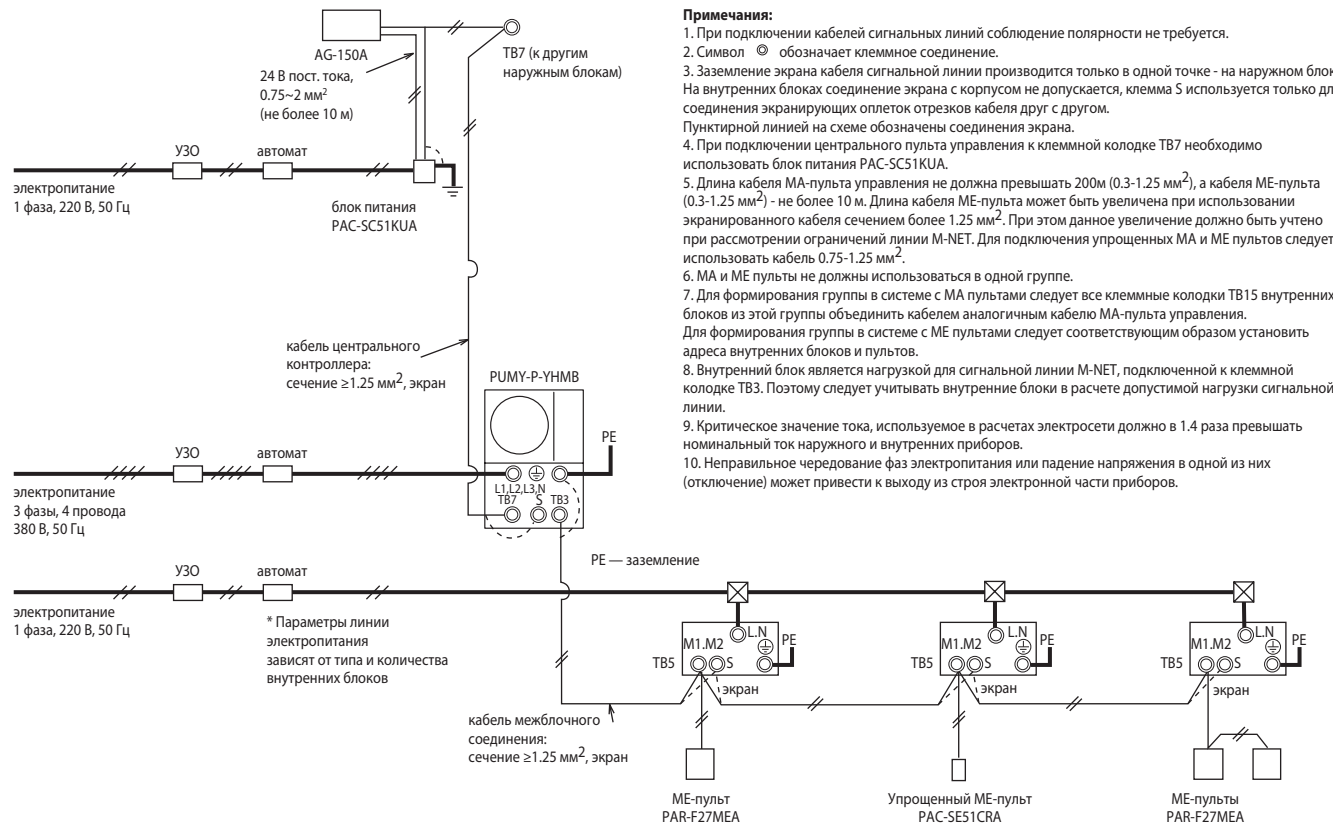 AG-150A
24 В пост. тока,
0.75~2 мм²
(не более 10 м)
ТВ7 (к другим
наружным блокам)
УЗО
автомат
электропитание
1 фаза, 220 В, 50 Гц
блок питания
PAC-SC51KUA
кабель центрального
контроллера:
сечение ≥1.25 мм², экран
PUMY-P-YHMB
PE
УЗО
автомат
L1,L2,L3,N
TB7
S
TB3
электропитание
3 фазы, 4 провода
380 В, 50 Гц
PE — заземление
УЗО
автомат
электропитание
1 фаза, 220 В, 50 Гц
* Параметры линии
электропитания
зависят от типа и количества
внутренних блоков
L.N
PE
M1.M2
TB5
S
экран
L.N
PE
M1.M2
TB5
S
экран
L.N
PE
M1.M2
TB5
S
экран
кабель межблочного
соединения:
сечение ≥1.25 мм², экран
МЕ-пульт
PAR-F27MEA
Упрощенный МЕ-пульт
PAC-SE51CRA
МЕ-пульты
PAR-F27MEA
Примечания:
1. При подключении кабелей сигнальных линий соблюдение полярности не требуется.
2. Символ ⌾ обозначает клеммное соединение.
3. Заземление экрана кабеля сигнальной линии производится только в одной точке - на наружном блок
На внутренних блоках соединение экрана с корпусом не допускается, клемма S используется только дл
соединения экранирующих оплеток отрезков кабеля друг с другом.
Пунктирной линией на схеме обозначены соединения экрана.
4. При подключении центрального пульта управления к клеммной колодке ТВ7 необходимо
использовать блок питания PAC-SC51KUA.
5. Длина кабеля МА-пульта управления не должна превышать 200м (0.3-1.25 мм²), а кабеля МЕ-пульта
(0.3-1.25 мм²) - не более 10 м. Длина кабеля МЕ-пульта может быть увеличена при использовании
экранированного кабеля сечением более 1.25 мм². При этом данное увеличение должно быть учтено
при рассмотрении ограничений линии M-NET. Для подключения упрощенных МА и МЕ пультов следует
использовать кабель 0.75-1.25 мм².
6. МА и МЕ пульты не должны использоваться в одной группе.
7. Для формирования группы в системе с МА пультами следует все клеммные колодки ТВ15 внутренних
блоков из этой группы объединить кабелем аналогичным кабелю МА-пульта управления.
Для формирования группы в системе с МЕ пультами следует соответствующим образом установить
адреса внутренних блоков и пультов.
8. Внутренний блок является нагрузкой для сигнальной линии M-NET, подключенной к клеммной
колодке ТВ3. Поэтому следует учитывать внутренние блоки в расчете допустимой нагрузки сигнальной
линии.
9. Критическое значение тока, используемое в расчетах электросети должно в 1.4 раза превышать
номинальный ток наружного и внутренних приборов.
10. Неправильное чередование фаз электропитания или падение напряжения в одной из них
(отключение) может привести к выходу из строя электронной части приборов.